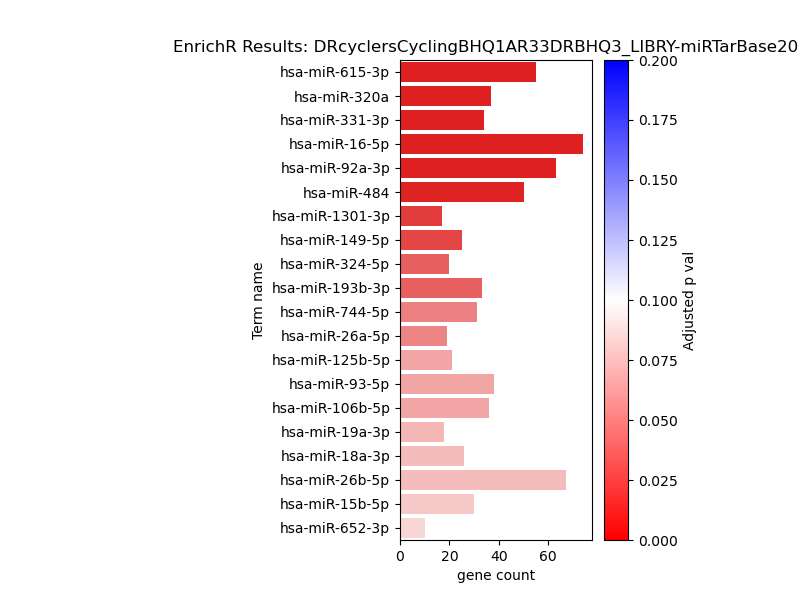 EnrichR Results: DRcyclersCyclingBHQ1AR33DRBHQ3_LIBRY-miRTarBase20
hsa-miR-615-3p
hsa-miR-320a
hsa-miR-331-3p
hsa-miR-16-5p
hsa-miR-92a-3p
hsa-miR-484
hsa-miR-1301-3p
hsa-miR-149-5p
hsa-miR-324-5p
hsa-miR-193b-3p
hsa-miR-744-5p
hsa-miR-26a-5p
hsa-miR-125b-5p
hsa-miR-93-5p
hsa-miR-106b-5p
hsa-miR-19a-3p
hsa-miR-18a-3p
hsa-miR-26b-5p
hsa-miR-15b-5p
hsa-miR-652-3p
Term name
0 20 40 60
gene count
0.200
0.175
0.150
0.125
0.100
0.075
0.050
0.025
0.000
Adjusted p val